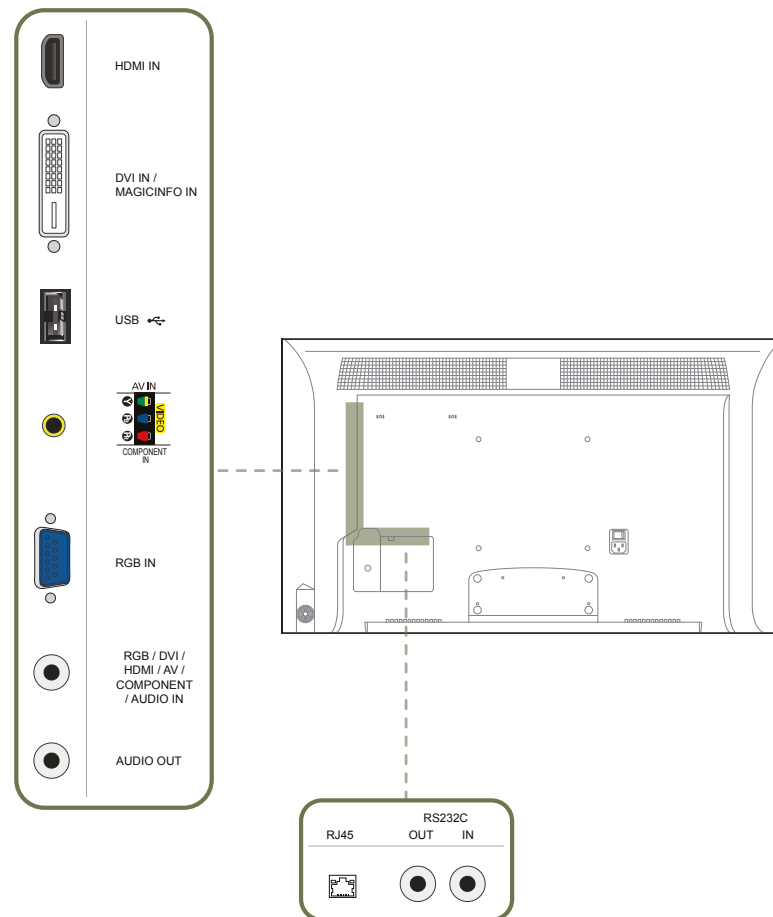 HDMI IN
DVI IN /
MAGICINFO IN
USB
AV IN
VIDEO
COMPONENT
IN
RGB IN
RGB / DVI /
HDMI / AV /
COMPONENT
/ AUDIO IN
AUDIO OUT
RS232C
RJ45 OUT IN